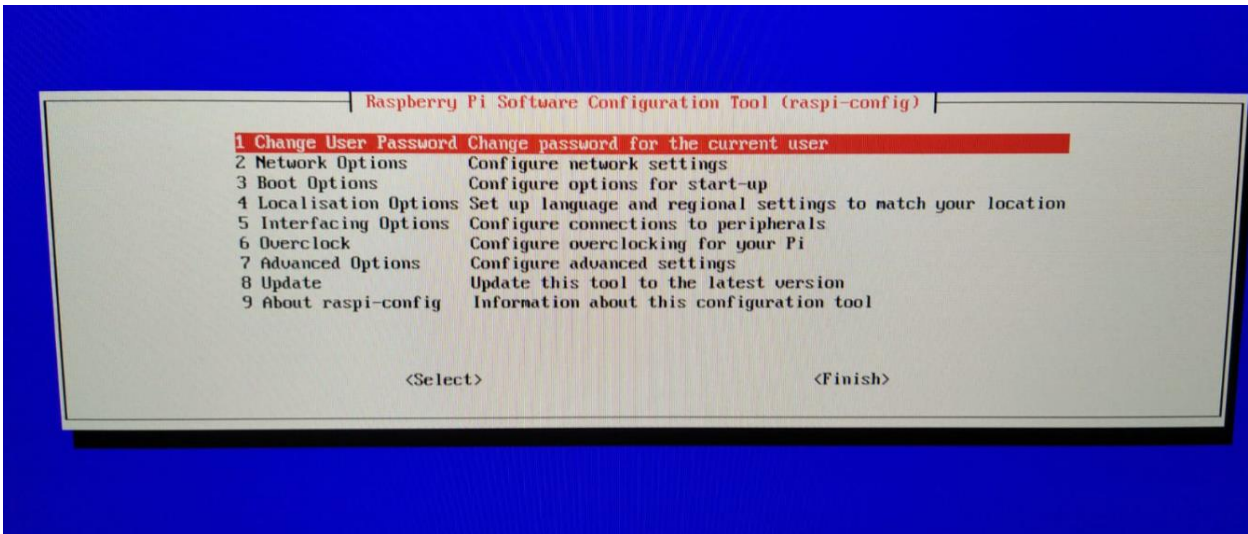 Raspberry Pi Software Configuration Tool (raspi-config)
1 Change User Password Change password for the current user
2 Network Options Configure network settings
3 Boot Options Configure options for start-up
4 Localisation Options Set up language and regional settings to match your location
5 Interfacing Options Configure connections to peripherals
6 Overclock Configure overclocking for your Pi
7 Advanced Options Configure advanced settings
8 Update Update this tool to the latest version
9 About raspi-config Information about this configuration tool
<Select> <Finish>